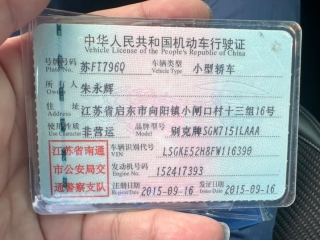 中华人民共和国机动车行驶证
Vehicle License of the People's Republic of China
号牌号码 苏FT796Q 车辆类型 小型轿车
Plate No. Vehicle Type
所有人 朱永辉
Owner
住址 江苏省启东市向阳镇小闸口村十三组16号
Address
使用性质 非营运 品牌型号 别克牌SGM7151LAAA
Use Character Model
江苏省南通
市公安局交
通警察支队
车辆识别代号 LSGKE52H8FW116390
VIN
发动机号码 152417393
Engine No.
注册日期 2015-09-16 发证日期 2015-09-16
Register Date Issue Date